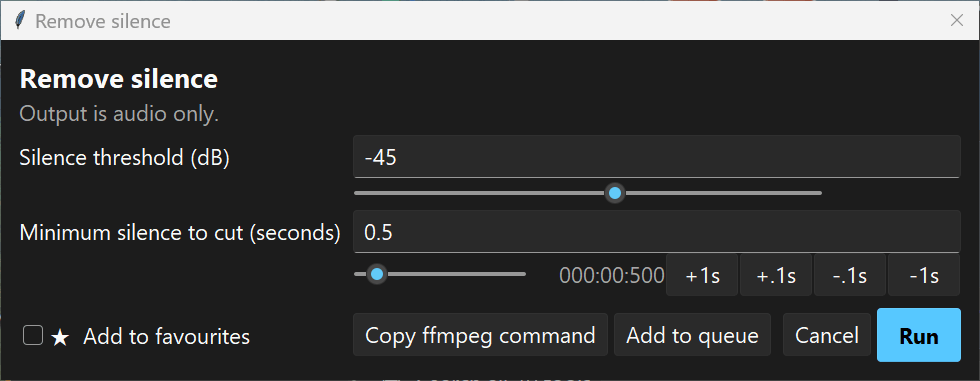 Remove silence
Remove silence
Output is audio only.
Silence threshold (dB)
-45
Minimum silence to cut (seconds)
0.5
000:00:500 +1s +.1s -.1s -1s
★ Add to favourites
Copy ffmpeg command Add to queue Cancel Run